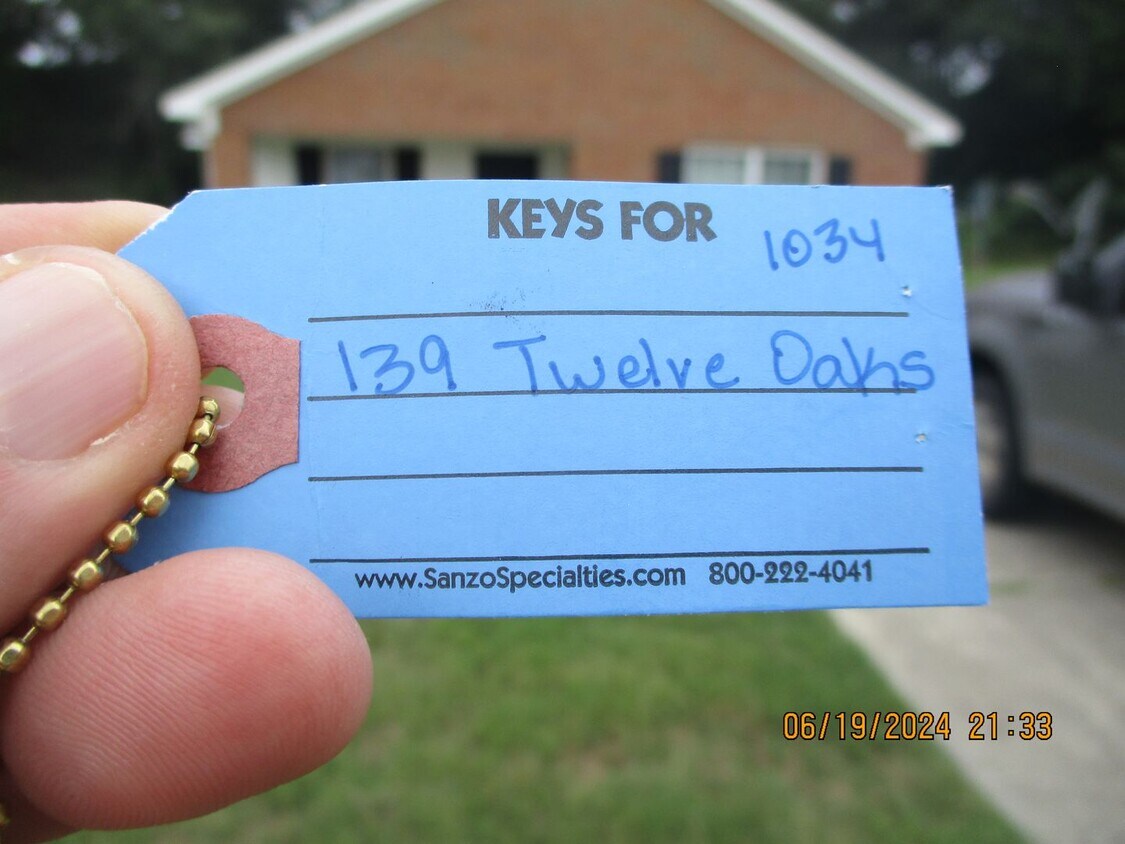 KEYS FOR 1034
139 Twelve Oaks
www.SanzoSpecialties.com 800-222-4041
06/19/2024 21:33